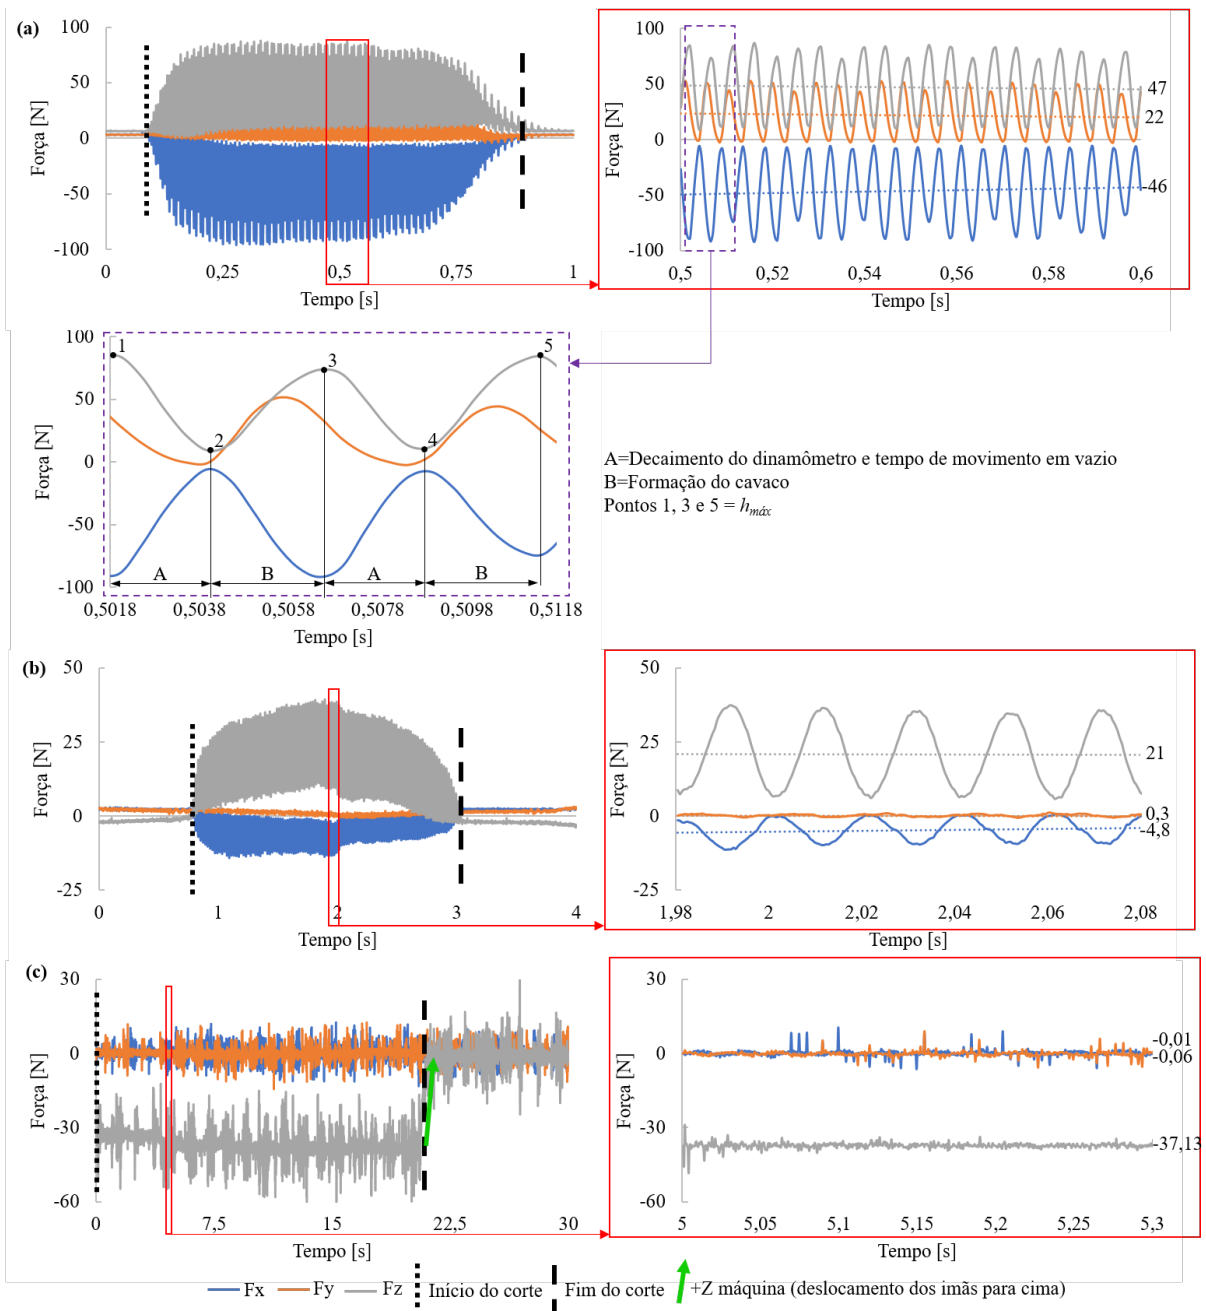 (a)
Força [N]
100
50
0
-50
-100
0
0,25
0,5
0,75
1
Tempo [s]
Força [N]
100
50
0
-50
-100
47
22
-46
0,5
0,52
0,54
0,56
0,58
0,6
Tempo [s]
Força [N]
100
50
0
-50
-100
1
2
3
4
5
A
B
A
B
0,5018
0,5038
0,5058
0,5078
0,5098
0,5118
Tempo [s]
A=Decaimento do dinamômetro e tempo de movimento em vazio
B=Formação do cavaco
Pontos 1, 3 e 5 = hmáx
(b)
Força [N]
50
25
0
-25
0
1
2
3
4
Tempo [s]
Força [N]
50
25
0
-25
21
0,3
-4,8
1,98
2
2,02
2,04
2,06
2,08
Tempo [s]
(c)
Força [N]
30
0
-30
-60
0
7,5
15
22,5
30
Tempo [s]
Força [N]
30
0
-30
-60
-0,01
-0,06
-37,13
5
5,05
5,1
5,15
5,2
5,25
5,3
Tempo [s]
Fx
Fy
Fz
Início do corte
Fim do corte
+Z máquina (deslocamento dos imãs para cima)